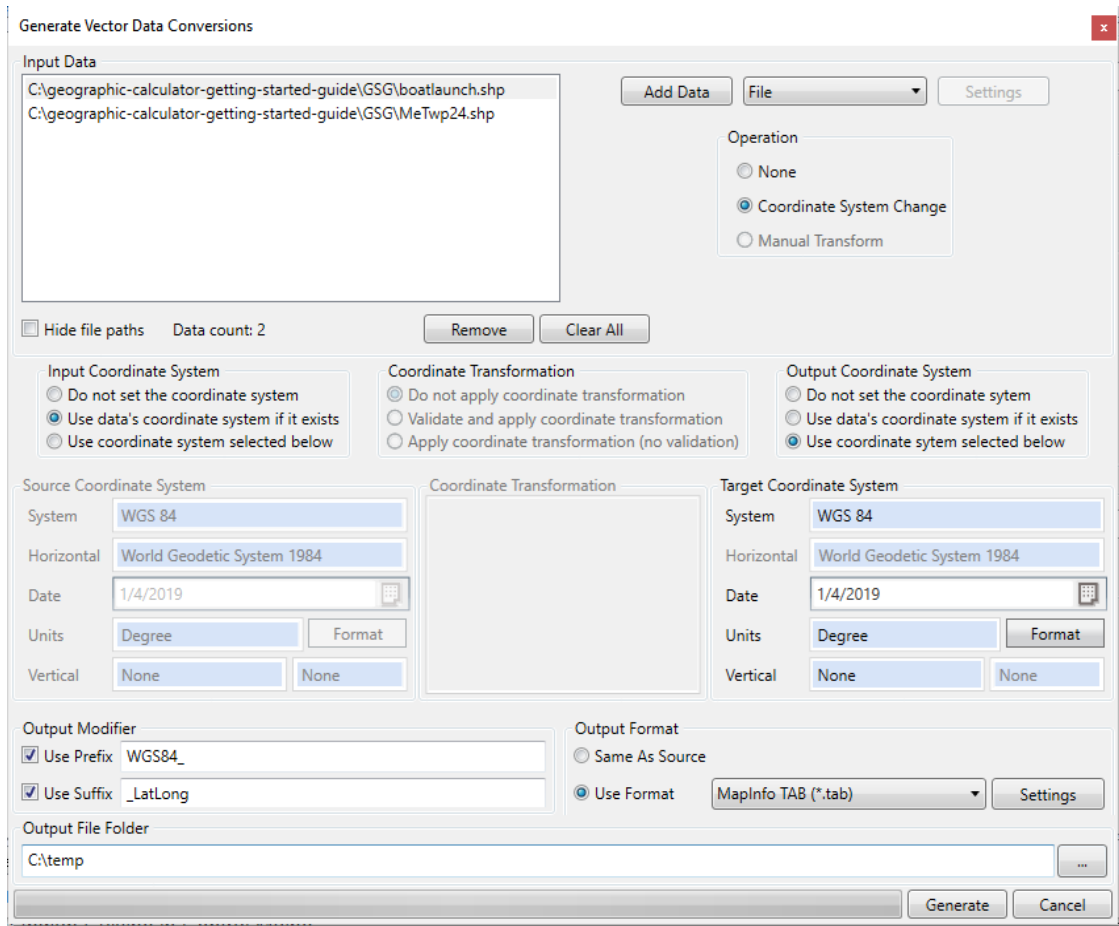 Generate Vector Data Conversions
x
Input Data
C:\geographic-calculator-getting-started-guide\GSG\boatlaunch.shp
C:\geographic-calculator-getting-started-guide\GSG\MeTwp24.shp
Add Data File Settings
Operation
None
Coordinate System Change
Manual Transform
Hide file paths Data count: 2 Remove Clear All
Input Coordinate System
Do not set the coordinate system
Use data's coordinate system if it exists
Use coordinate system selected below
Coordinate Transformation
Do not apply coordinate transformation
Validate and apply coordinate transformation
Apply coordinate transformation (no validation)
Output Coordinate System
Do not set the coordinate sytem
Use data's coordinate system if it exists
Use coordinate sytem selected below
Source Coordinate System
System WGS 84
Horizontal World Geodetic System 1984
Date 1/4/2019
Units Degree Format
Vertical None None
Coordinate Transformation
Target Coordinate System
System WGS 84
Horizontal World Geodetic System 1984
Date 1/4/2019
Units Degree Format
Vertical None None
Output Modifier
Use Prefix WGS84_
Use Suffix _LatLong
Output Format
Same As Source
Use Format MapInfo TAB (*.tab) Settings
Output File Folder
C:\temp ...
Generate Cancel